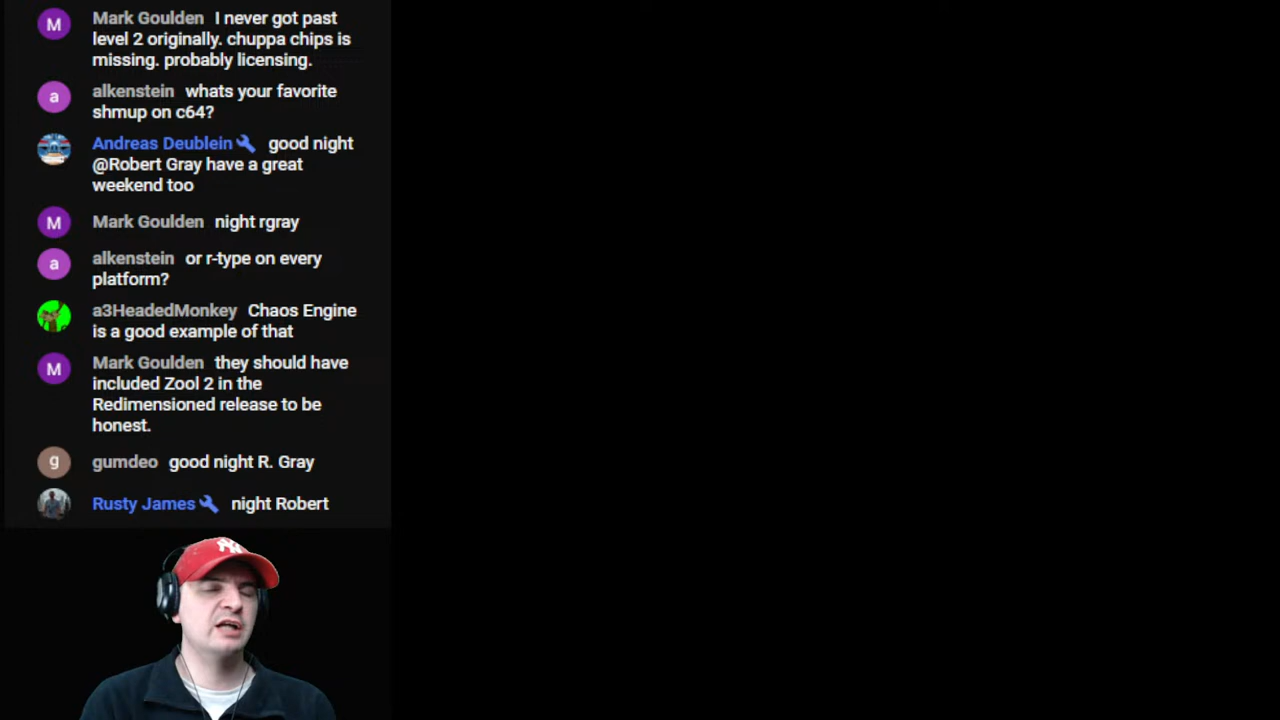 M Mark Goulden I never got past
level 2 originally. chuppa chips is
missing. probably licensing.
a alkenstein whats your favorite
shmup on c64?
Andreas Deublein good night
@Robert Gray have a great
weekend too
M Mark Goulden night rgray
a alkenstein or r-type on every
platform?
a3HeadedMonkey Chaos Engine
is a good example of that
M Mark Goulden they should have
included Zool 2 in the
Redimensioned release to be
honest.
g gumdeo good night R. Gray
Rusty James night Robert
NY